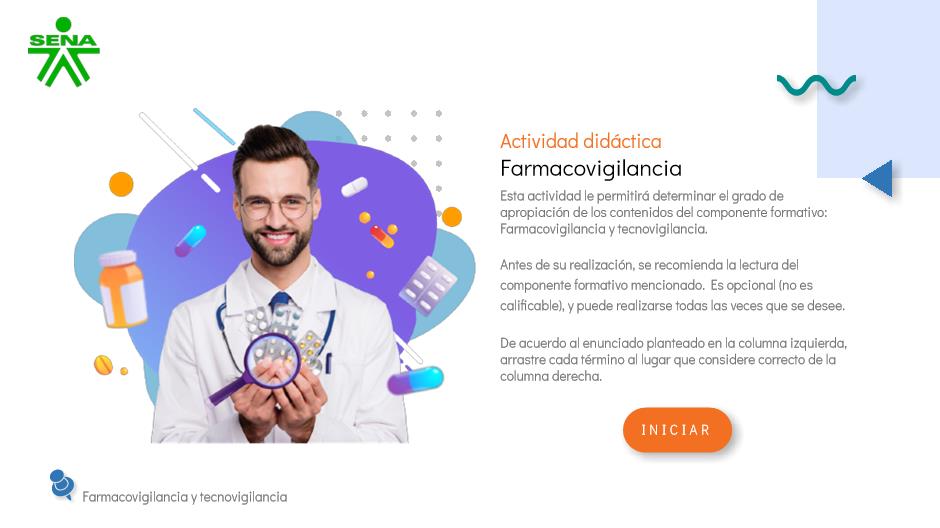 SENA
Actividad didáctica
Farmacovigilancia
Esta actividad le permitirá determinar el grado de
apropiación de los contenidos del componente formativo:
Farmacovigilancia y tecnovigilancia.
Antes de su realización, se recomienda la lectura del
componente formativo mencionado.  Es opcional (no es
calificable), y puede realizarse todas las veces que se desee.
De acuerdo al enunciado planteado en la columna izquierda,
arrastre cada término al lugar que considere correcto de la
columna derecha.
INICIAR
Farmacovigilancia y tecnovigilancia